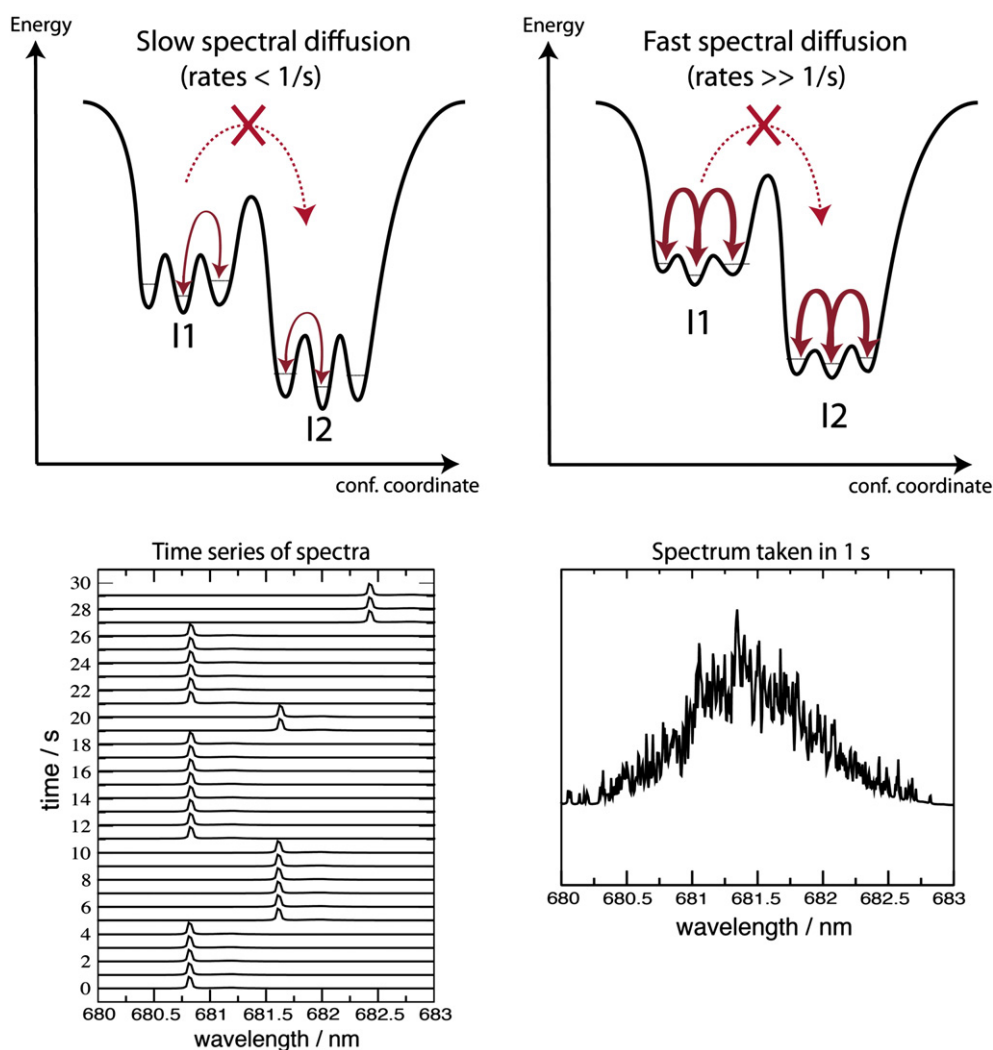 Energy
Slow spectral diffusion
(rates < 1/s)
I1
I2
conf. coordinate
Energy
Fast spectral diffusion
(rates >> 1/s)
I1
I2
conf. coordinate
Time series of spectra
30
28
26
24
22
20
18
16
14
12
10
8
6
4
2
0
time / s
680 680.5 681 681.5 682 682.5 683
wavelength / nm
Spectrum taken in 1 s
680 680.5 681 681.5 682 682.5 683
wavelength / nm